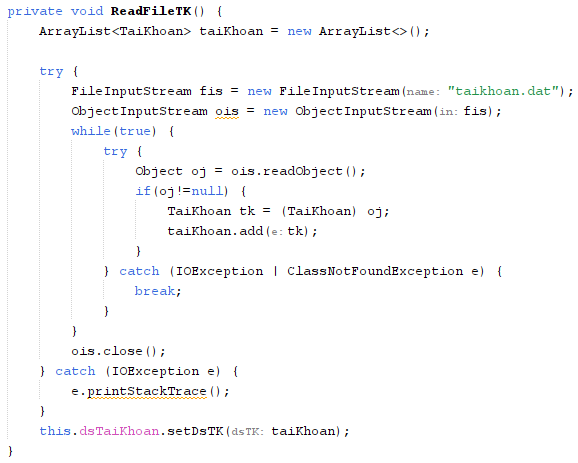 private void ReadFileTK() {
    ArrayList<TaiKhoan> taiKhoan = new ArrayList<>();
    try {
        FileInputStream fis = new FileInputStream(name: "taikhoan.dat");
        ObjectInputStream ois = new ObjectInputStream(in: fis);
        while(true) {
            try {
                Object oj = ois.readObject();
                if(oj!=null) {
                    TaiKhoan tk = (TaiKhoan) oj;
                    taiKhoan.add(e: tk);
                }
            } catch (IOException | ClassNotFoundException e) {
                break;
            }
        }
        ois.close();
    } catch (IOException e) {
        e.printStackTrace();
    }
    this.dsTaiKhoan.setDsTK(dsTK: taiKhoan);
}